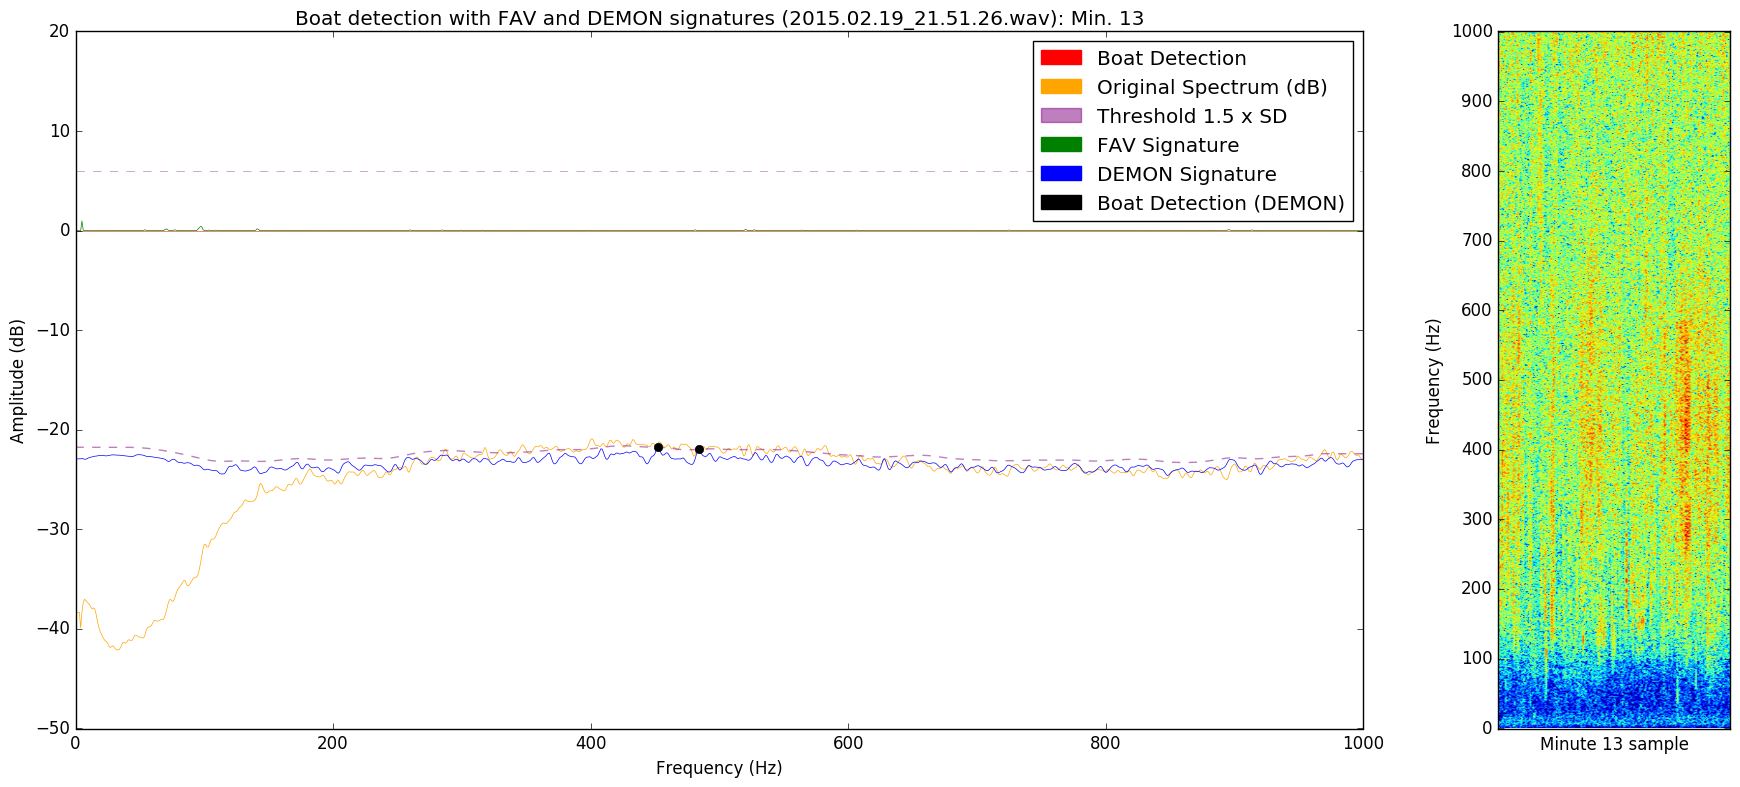 Boat detection with FAV and DEMON signatures (2015.02.19_21.51.26.wav): Min. 13
Boat Detection
Original Spectrum (dB)
Threshold 1.5 x SD
FAV Signature
DEMON Signature
Boat Detection (DEMON)
Amplitude (dB)
20
10
0
−10
−20
−30
−40
−50
0 200 400 600 800 1000
Frequency (Hz)
Frequency (Hz)
1000
900
800
700
600
500
400
300
200
100
0
Minute 13 sample